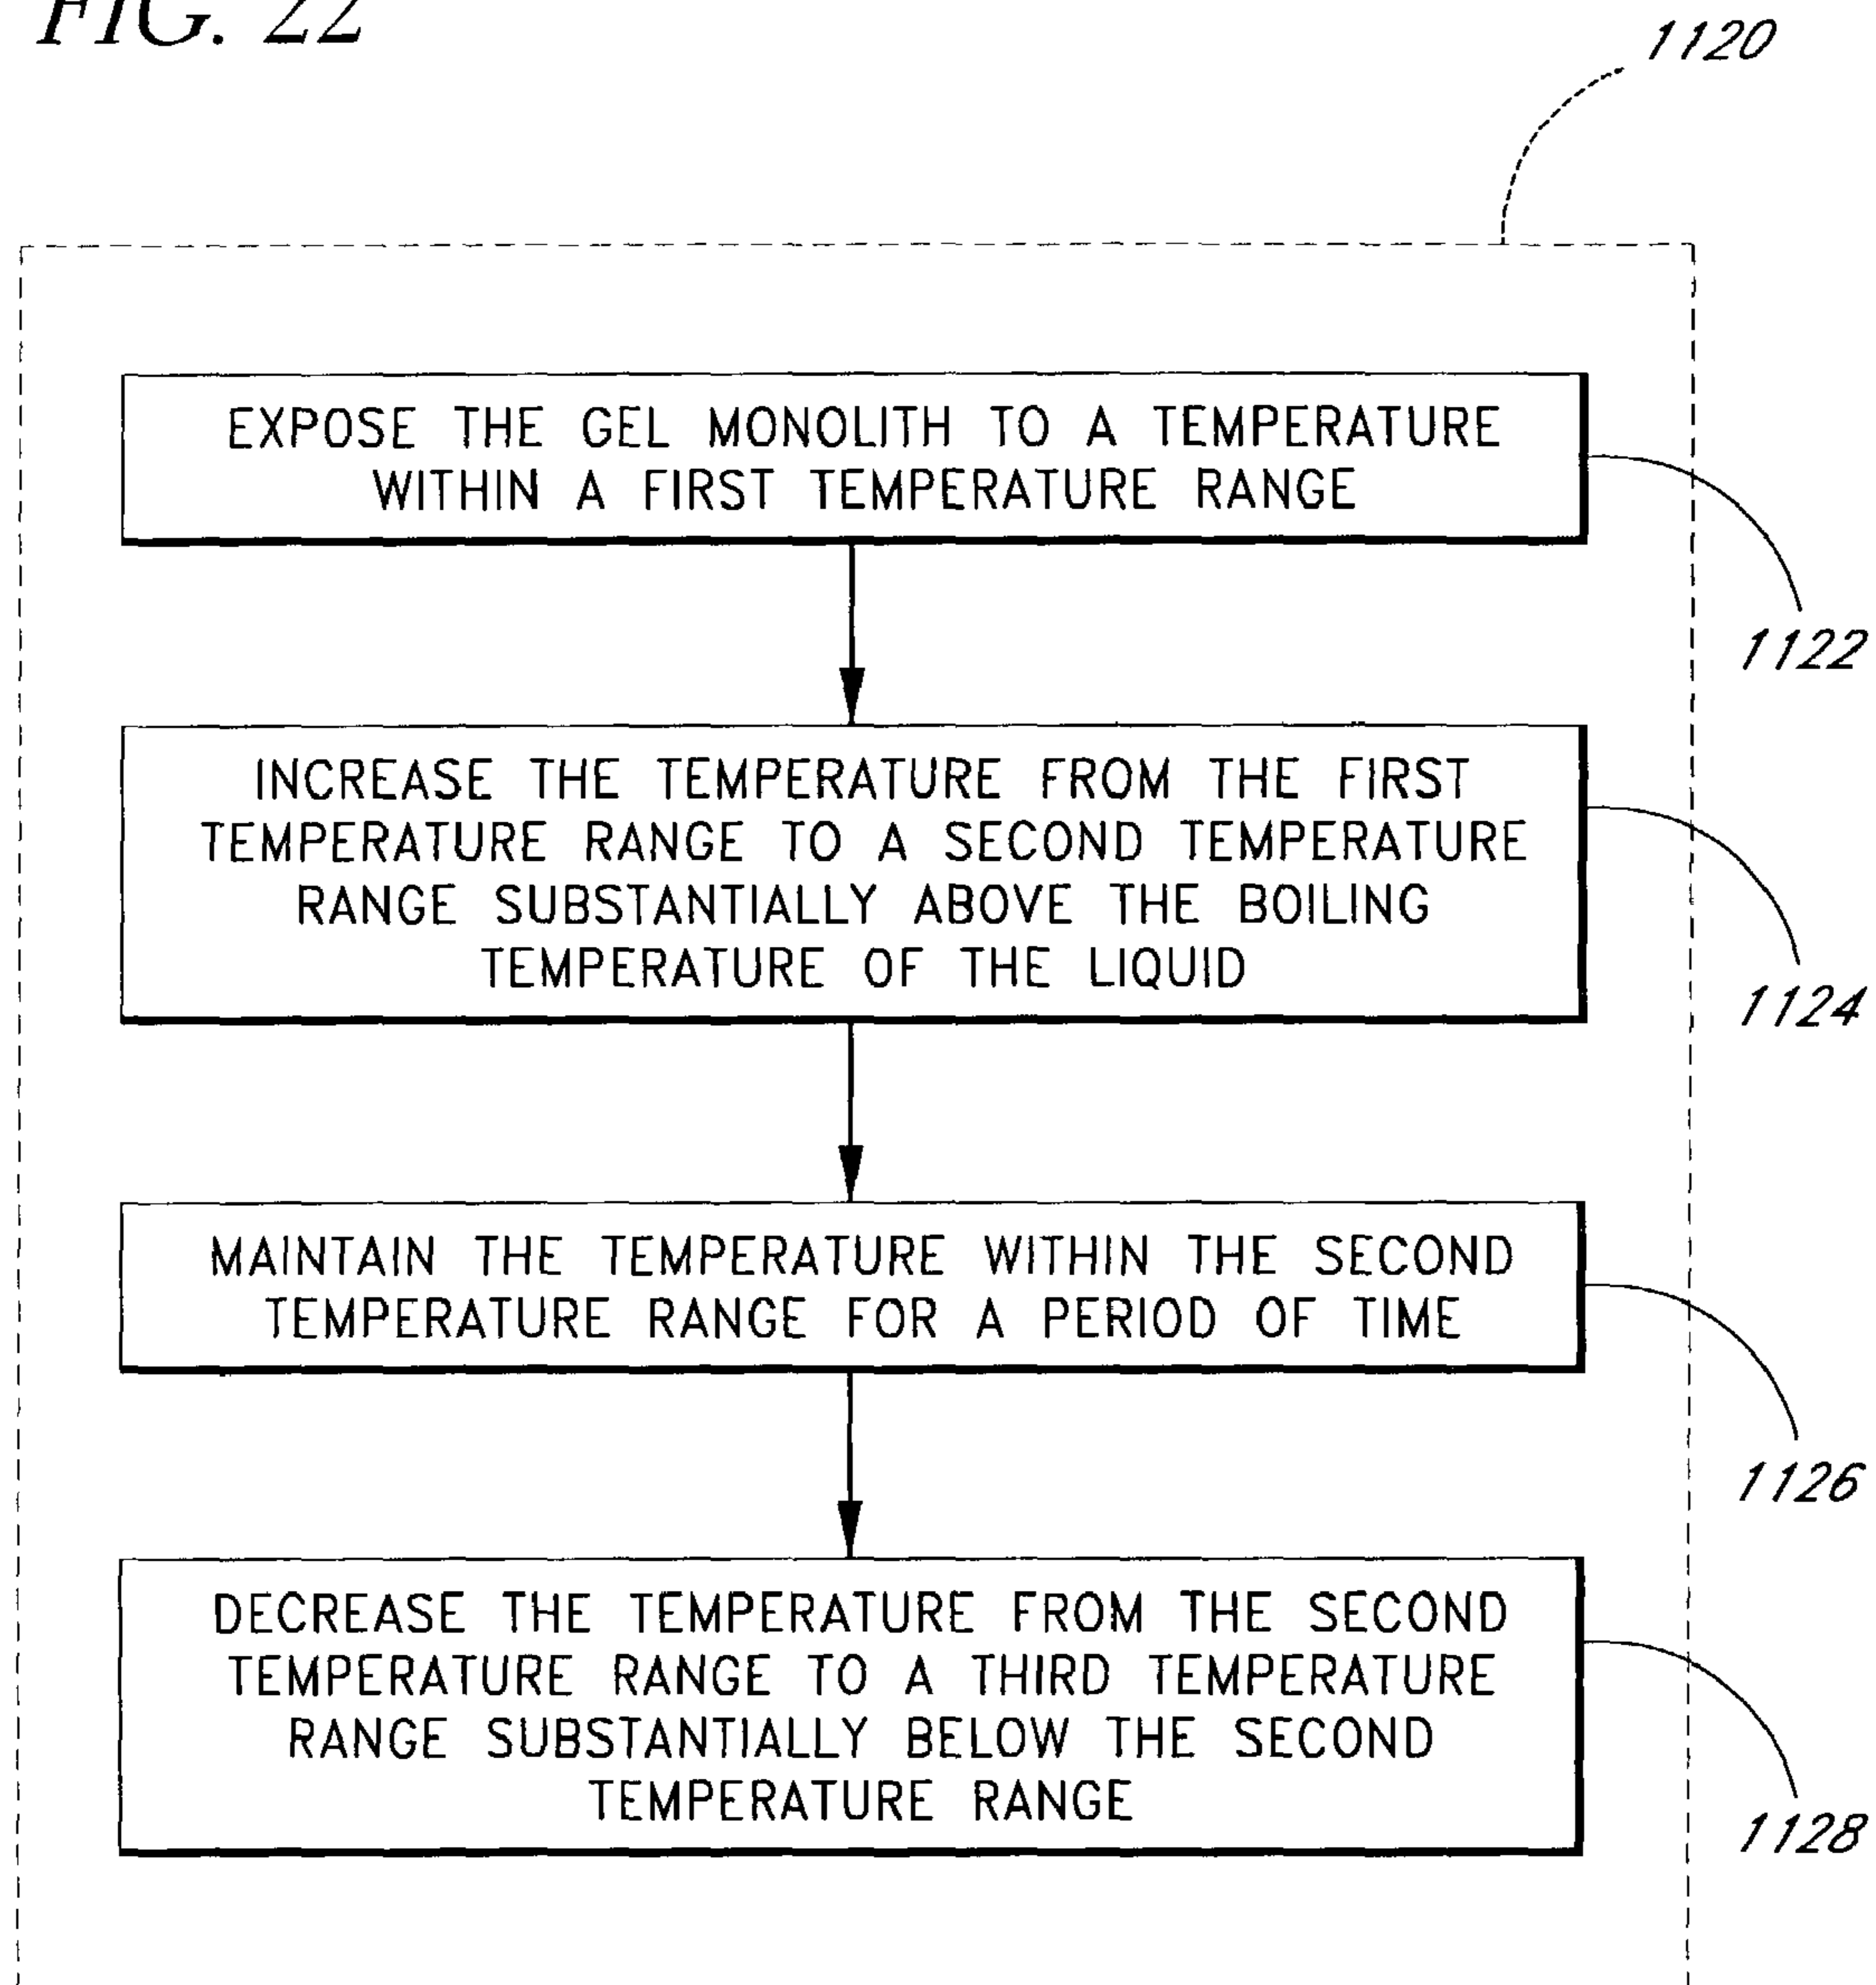 FIG. 22
1120
EXPOSE THE GEL MONOLITH TO A TEMPERATURE
WITHIN A FIRST TEMPERATURE RANGE
1122
INCREASE THE TEMPERATURE FROM THE FIRST
TEMPERATURE RANGE TO A SECOND TEMPERATURE
RANGE SUBSTANTIALLY ABOVE THE BOILING
TEMPERATURE OF THE LIQUID
1124
MAINTAIN THE TEMPERATURE WITHIN THE SECOND
TEMPERATURE RANGE FOR A PERIOD OF TIME
1126
DECREASE THE TEMPERATURE FROM THE SECOND
TEMPERATURE RANGE TO A THIRD TEMPERATURE
RANGE SUBSTANTIALLY BELOW THE SECOND
TEMPERATURE RANGE
1128